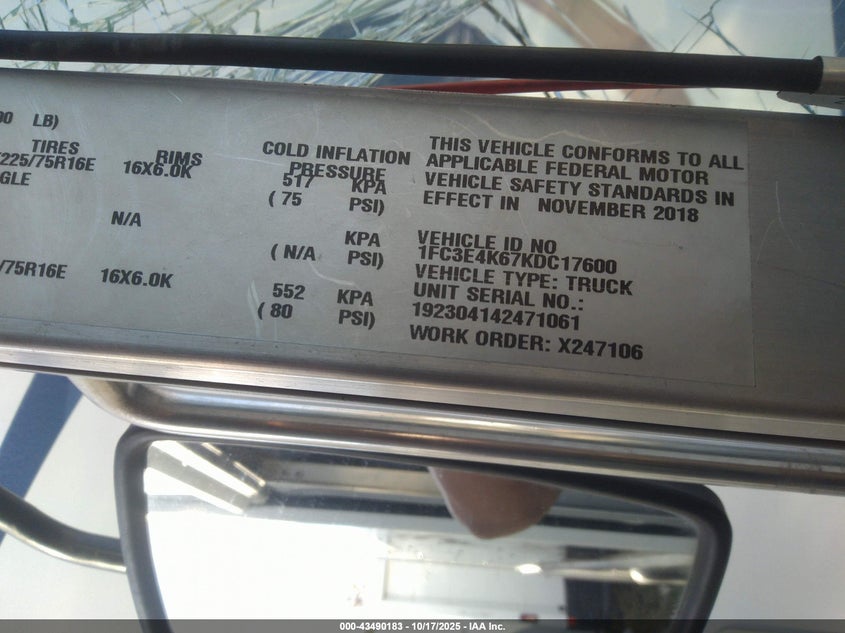 90 LB)
TIRES RIMS COLD INFLATION PRESSURE
225/75R16E 16X6.0K 517 KPA
GLE ( 75 PSI)
N/A KPA
( N/A PSI)
/75R16E 16X6.0K 552 KPA
( 80 PSI)
THIS VEHICLE CONFORMS TO ALL
APPLICABLE FEDERAL MOTOR
VEHICLE SAFETY STANDARDS IN
EFFECT IN NOVEMBER 2018
VEHICLE ID NO
1FC3E4K67KDC17600
VEHICLE TYPE: TRUCK
UNIT SERIAL NO.:
192304142471061
WORK ORDER: X247106
000-43490183 - 10/17/2025 - IAA Inc.